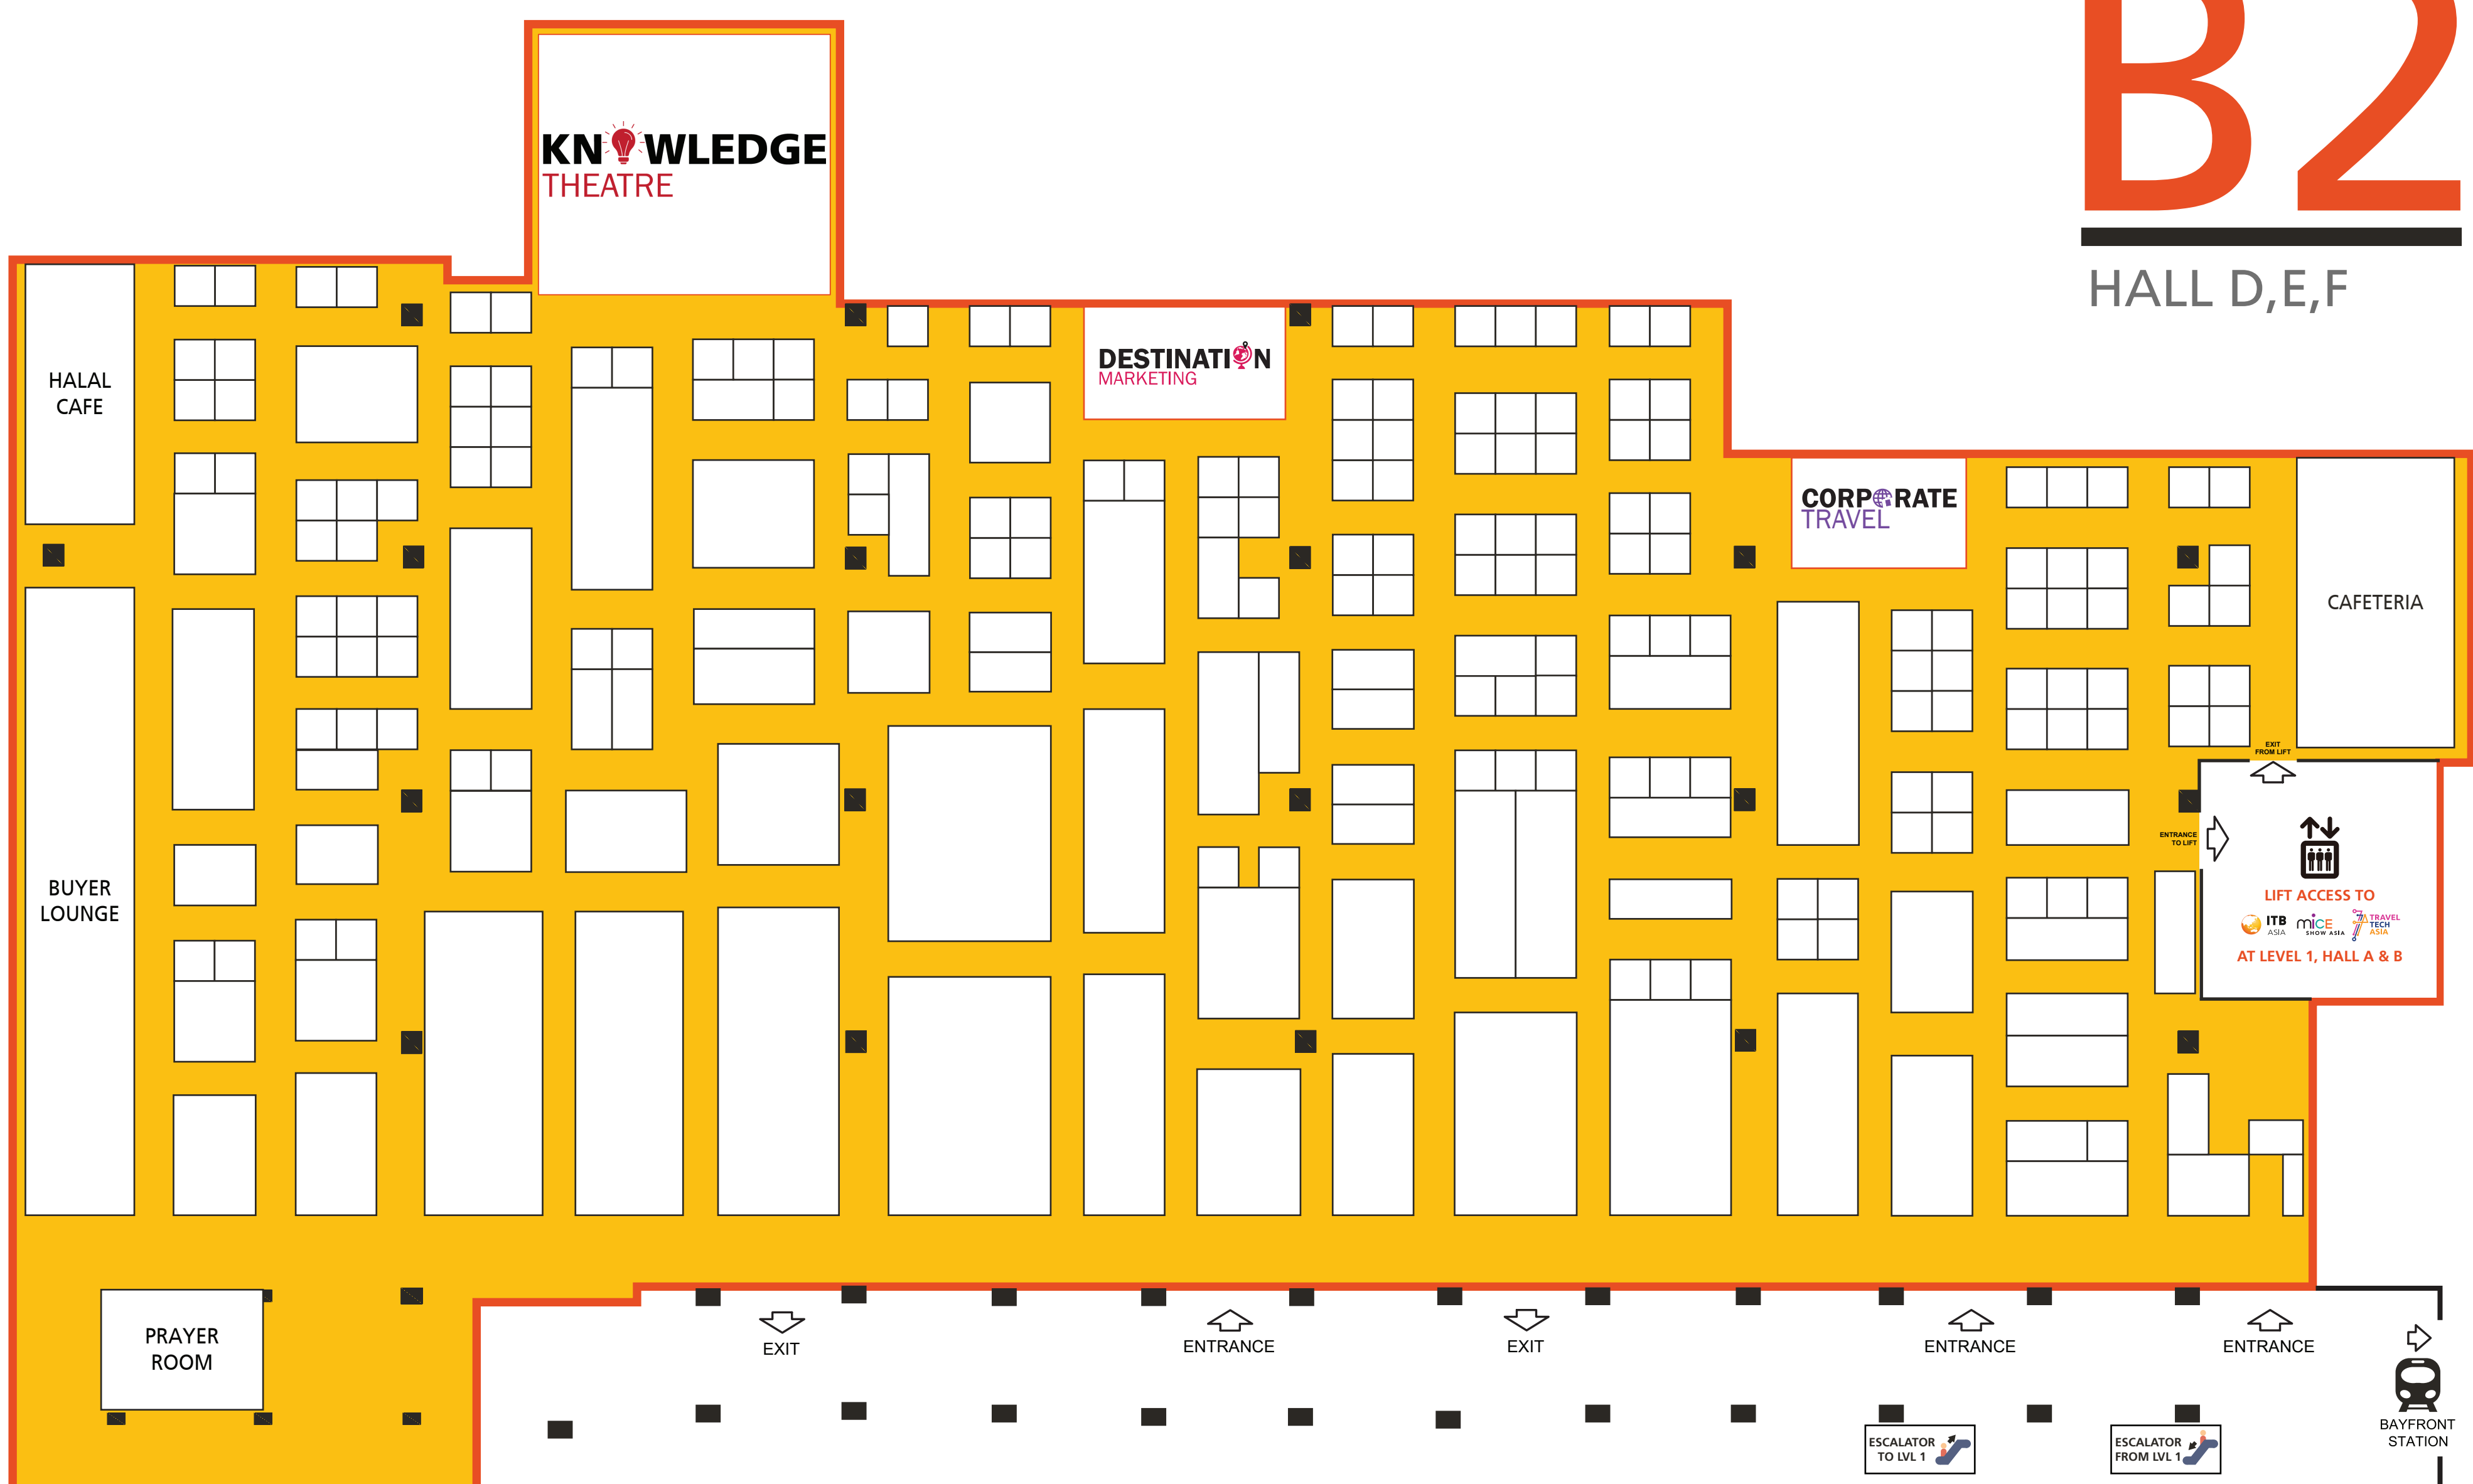 B2
HALL D,E,F
KNOWLEDGE
THEATRE
HALAL
CAFE
DESTINATION
MARKETING
CORPORATE
TRAVEL
CAFETERIA
EXIT
FROM LIFT
ENTRANCE
TO LIFT
BUYER
LOUNGE
LIFT ACCESS TO
ITB
ASIA
mice
SHOW ASIA
TRAVEL
TECH
ASIA
AT LEVEL 1, HALL A & B
PRAYER
ROOM
EXIT
ENTRANCE
EXIT
ENTRANCE
ENTRANCE
BAYFRONT
STATION
ESCALATOR
TO LVL 1
ESCALATOR
FROM LVL 1